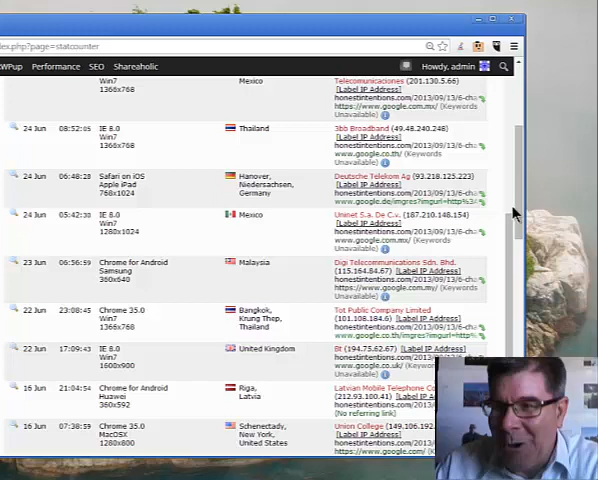 dex.php?page=statcounter
WPup Performance SEO Shareaholic Howdy, admin
Win7 Mexico Telecomunicaciones (201.130.5.66)
1366x768 [Label IP Address]
honestintentions.com/2013/09/13/6-cha
https://www.google.com.mx/ (Keywords
Unavailable)
24 Jun 08:52:05 IE 8.0 Thailand 3bb Broadband (49.48.240.248)
Win7 [Label IP Address]
1366x768 honestintentions.com/2013/09/13/6-cha
www.google.co.th/ (Keywords
Unavailable)
24 Jun 06:48:28 Safari on iOS Hanover, Deutsche Telekom Ag (93.218.125.223)
Apple iPad Niedersachsen, [Label IP Address]
768x1024 Germany honestintentions.com/2013/09/13/6-cha
www.google.de/imgres?imgurl=http%3
24 Jun 05:42:30 IE 8.0 Mexico Uninet S.a. De C.v. (187.210.148.154)
Win7 [Label IP Address]
1280x1024 honestintentions.com/2013/09/13/6-cha
www.google.com.mx/ (Keywords
Unavailable)
23 Jun 06:56:59 Chrome for Android Malaysia Digi Telecommunications Sdn. Bhd.
Samsung (115.164.84.67) [Label IP Address]
360x640 honestintentions.com/2013/09/13/6-cha
www.google.com.my/ (Keywords
Unavailable)
22 Jun 23:08:45 Chrome 35.0 Bangkok, Tot Public Company Limited
Win7 Krung Thep, (101.108.184.6) [Label IP Address]
1366x768 Thailand honestintentions.com/2013/09/13/6-cha
www.google.co.th/imgres?imgurl=http%
22 Jun 17:09:43 IE 8.0 United Kingdom Bt (194.75.62.67) [Label IP Address]
Win7 honestintentions.com/2013/09/13/6-cha
1600x900 www.google.co.uk/ (Keywords
Unavailable)
16 Jun 21:04:54 Chrome for Android Riga, Latvian Mobile Telephone Co
Huawei Latvia (212.93.100.41) [Label IP
360x592 honestintentions.com/2013/09/
[No referring link]
16 Jun 07:38:59 Chrome 35.0 Schenectady, Union College (149.106.192.
MacOSX New York, [Label IP Address]
1280x800 United States honestintentions.com/2013/09/